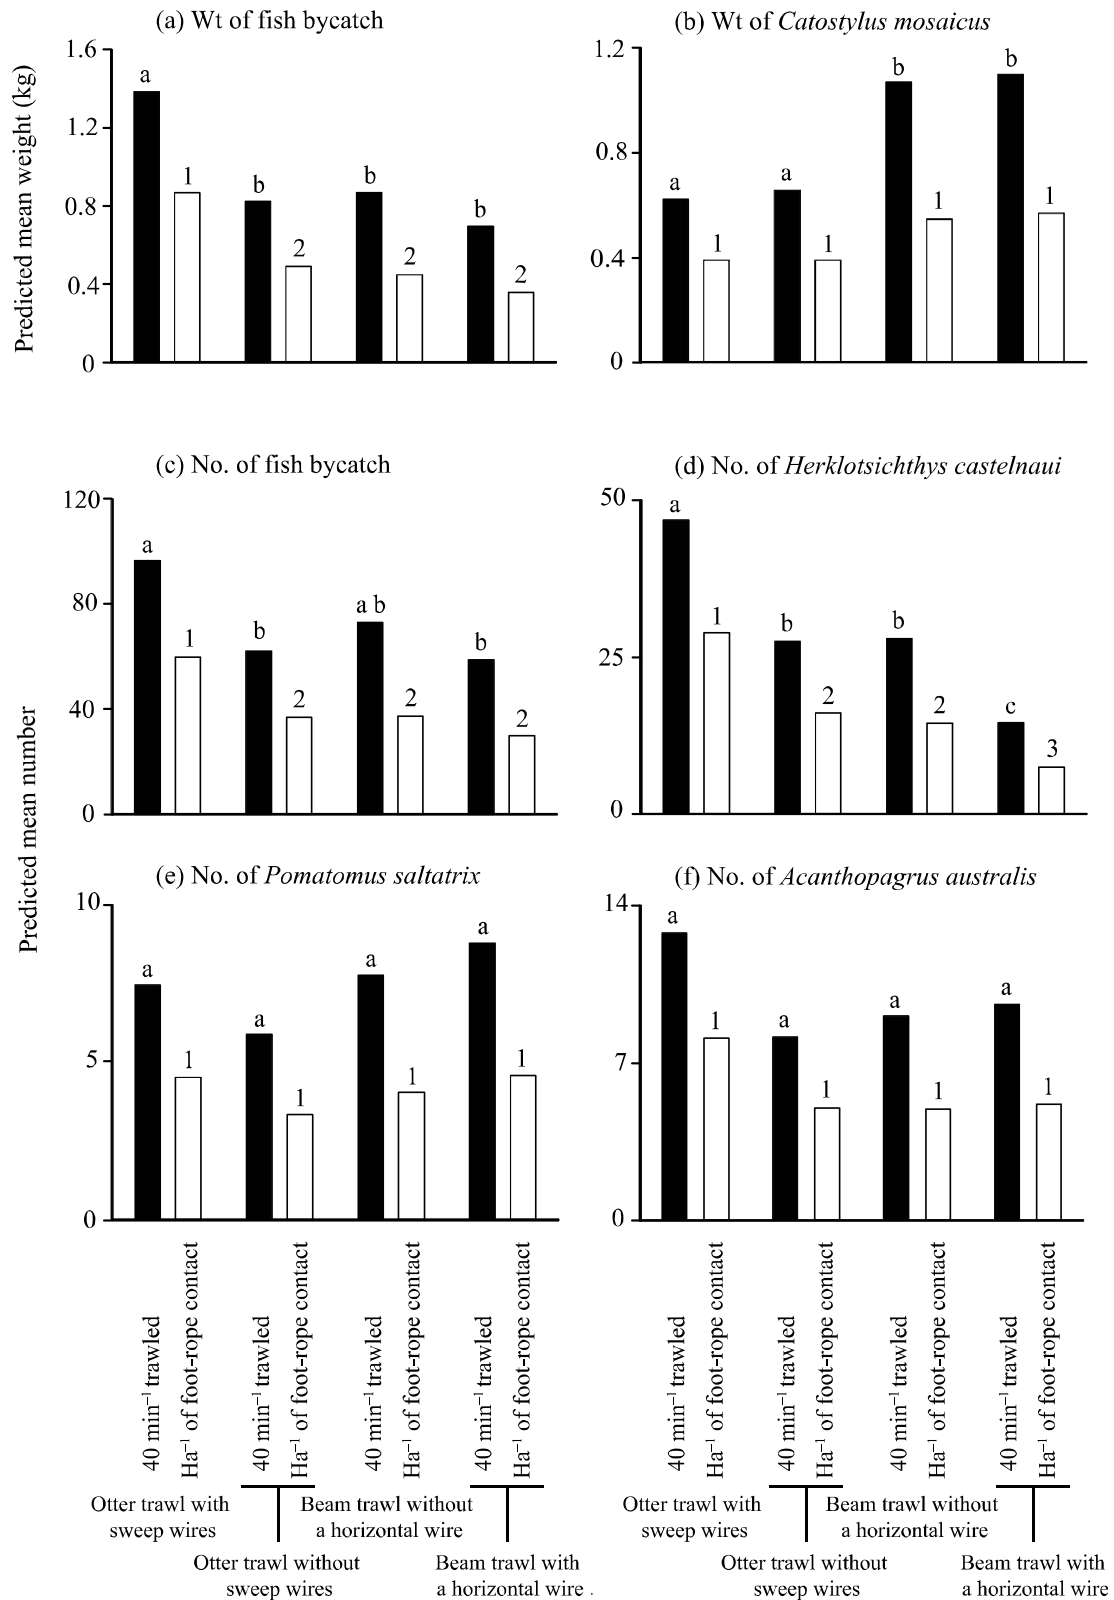 (a) Wt of fish bycatch
Predicted mean weight (kg)
1.6
1.2
0.8
0.4
0
a
1
b
2
b
2
b
2
(b) Wt of Catostylus mosaicus
1.2
0.8
0.4
0
a
1
a
1
b
1
b
1
(c) No. of fish bycatch
Predicted mean number
120
80
40
0
a
1
b
2
a b
2
b
2
(d) No. of Herklotsichthys castelnaui
50
25
0
a
1
b
2
b
2
c
3
(e) No. of Pomatomus saltatrix
10
5
0
a
1
a
1
a
1
a
1
(f) No. of Acanthopagrus australis
14
7
0
a
1
a
1
a
1
a
1
40 min⁻¹ trawled
Ha⁻¹ of foot-rope contact
40 min⁻¹ trawled
Ha⁻¹ of foot-rope contact
40 min⁻¹ trawled
Ha⁻¹ of foot-rope contact
40 min⁻¹ trawled
Ha⁻¹ of foot-rope contact
40 min⁻¹ trawled
Ha⁻¹ of foot-rope contact
40 min⁻¹ trawled
Ha⁻¹ of foot-rope contact
40 min⁻¹ trawled
Ha⁻¹ of foot-rope contact
40 min⁻¹ trawled
Ha⁻¹ of foot-rope contact
Otter trawl with
sweep wires
Otter trawl without
sweep wires
Beam trawl without
a horizontal wire
Beam trawl with
a horizontal wire .
Otter trawl with
sweep wires
Otter trawl without
sweep wires
Beam trawl without
a horizontal wire
Beam trawl with
a horizontal wire